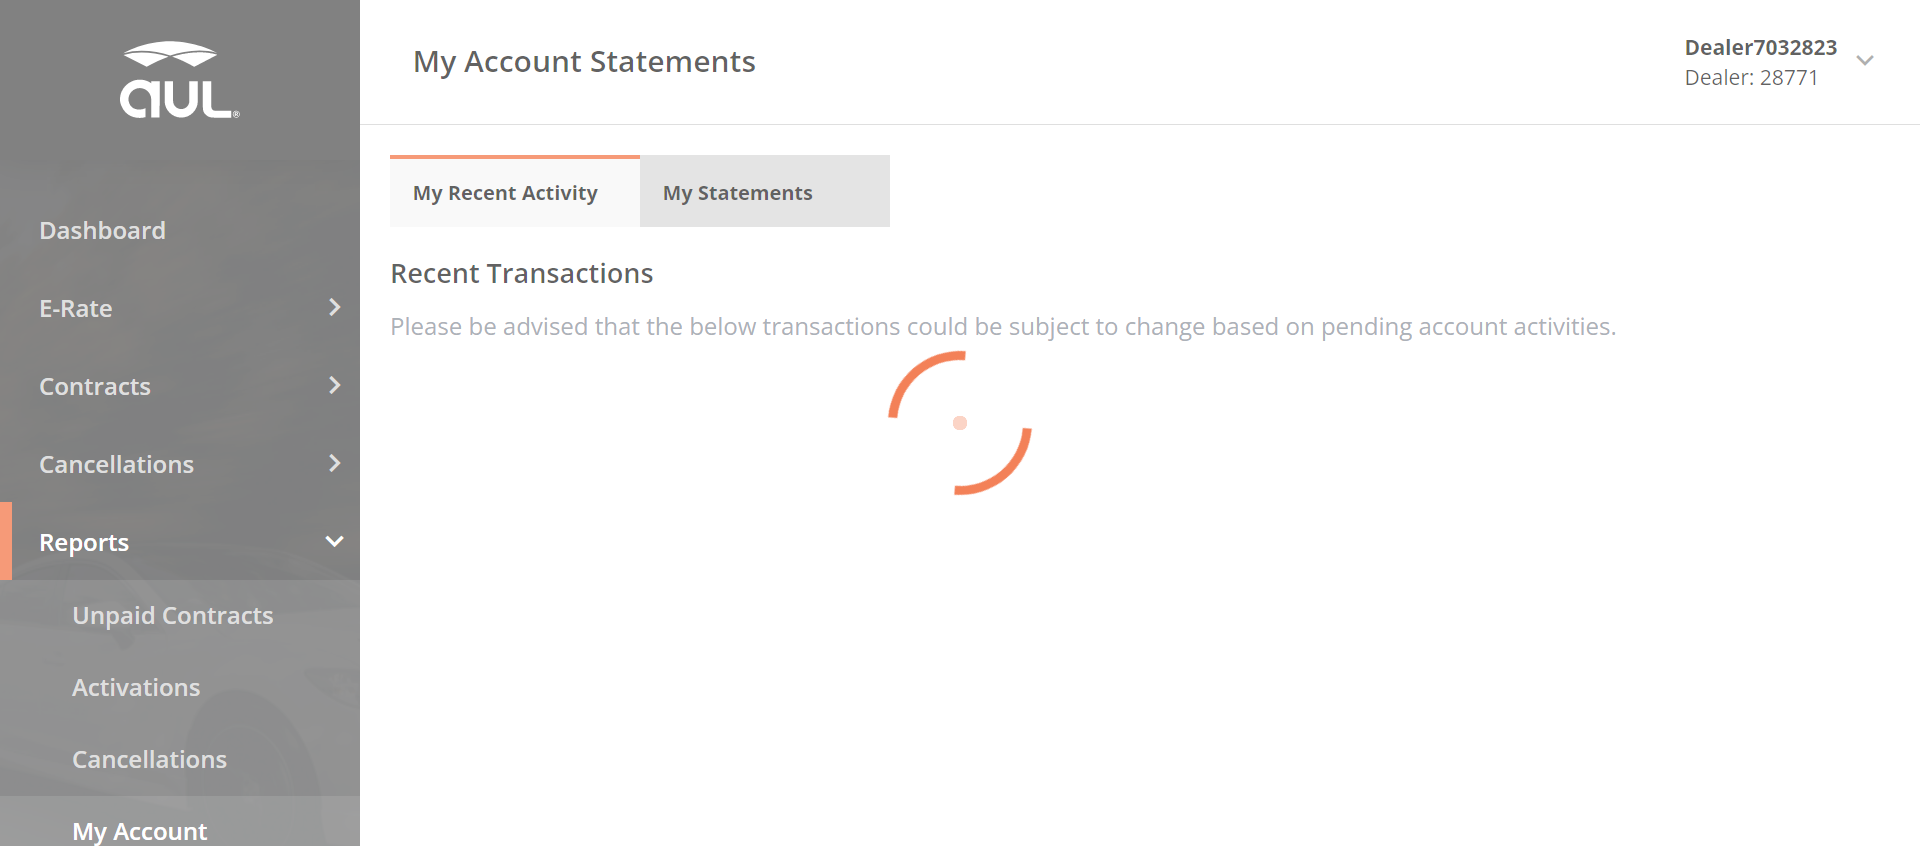 aul®
Dashboard
E-Rate
Contracts
Cancellations
Reports
Unpaid Contracts
Activations
Cancellations
My Account
My Account Statements
Dealer7032823
Dealer: 28771
My Recent Activity
My Statements
Recent Transactions
Please be advised that the below transactions could be subject to change based on pending account activities.